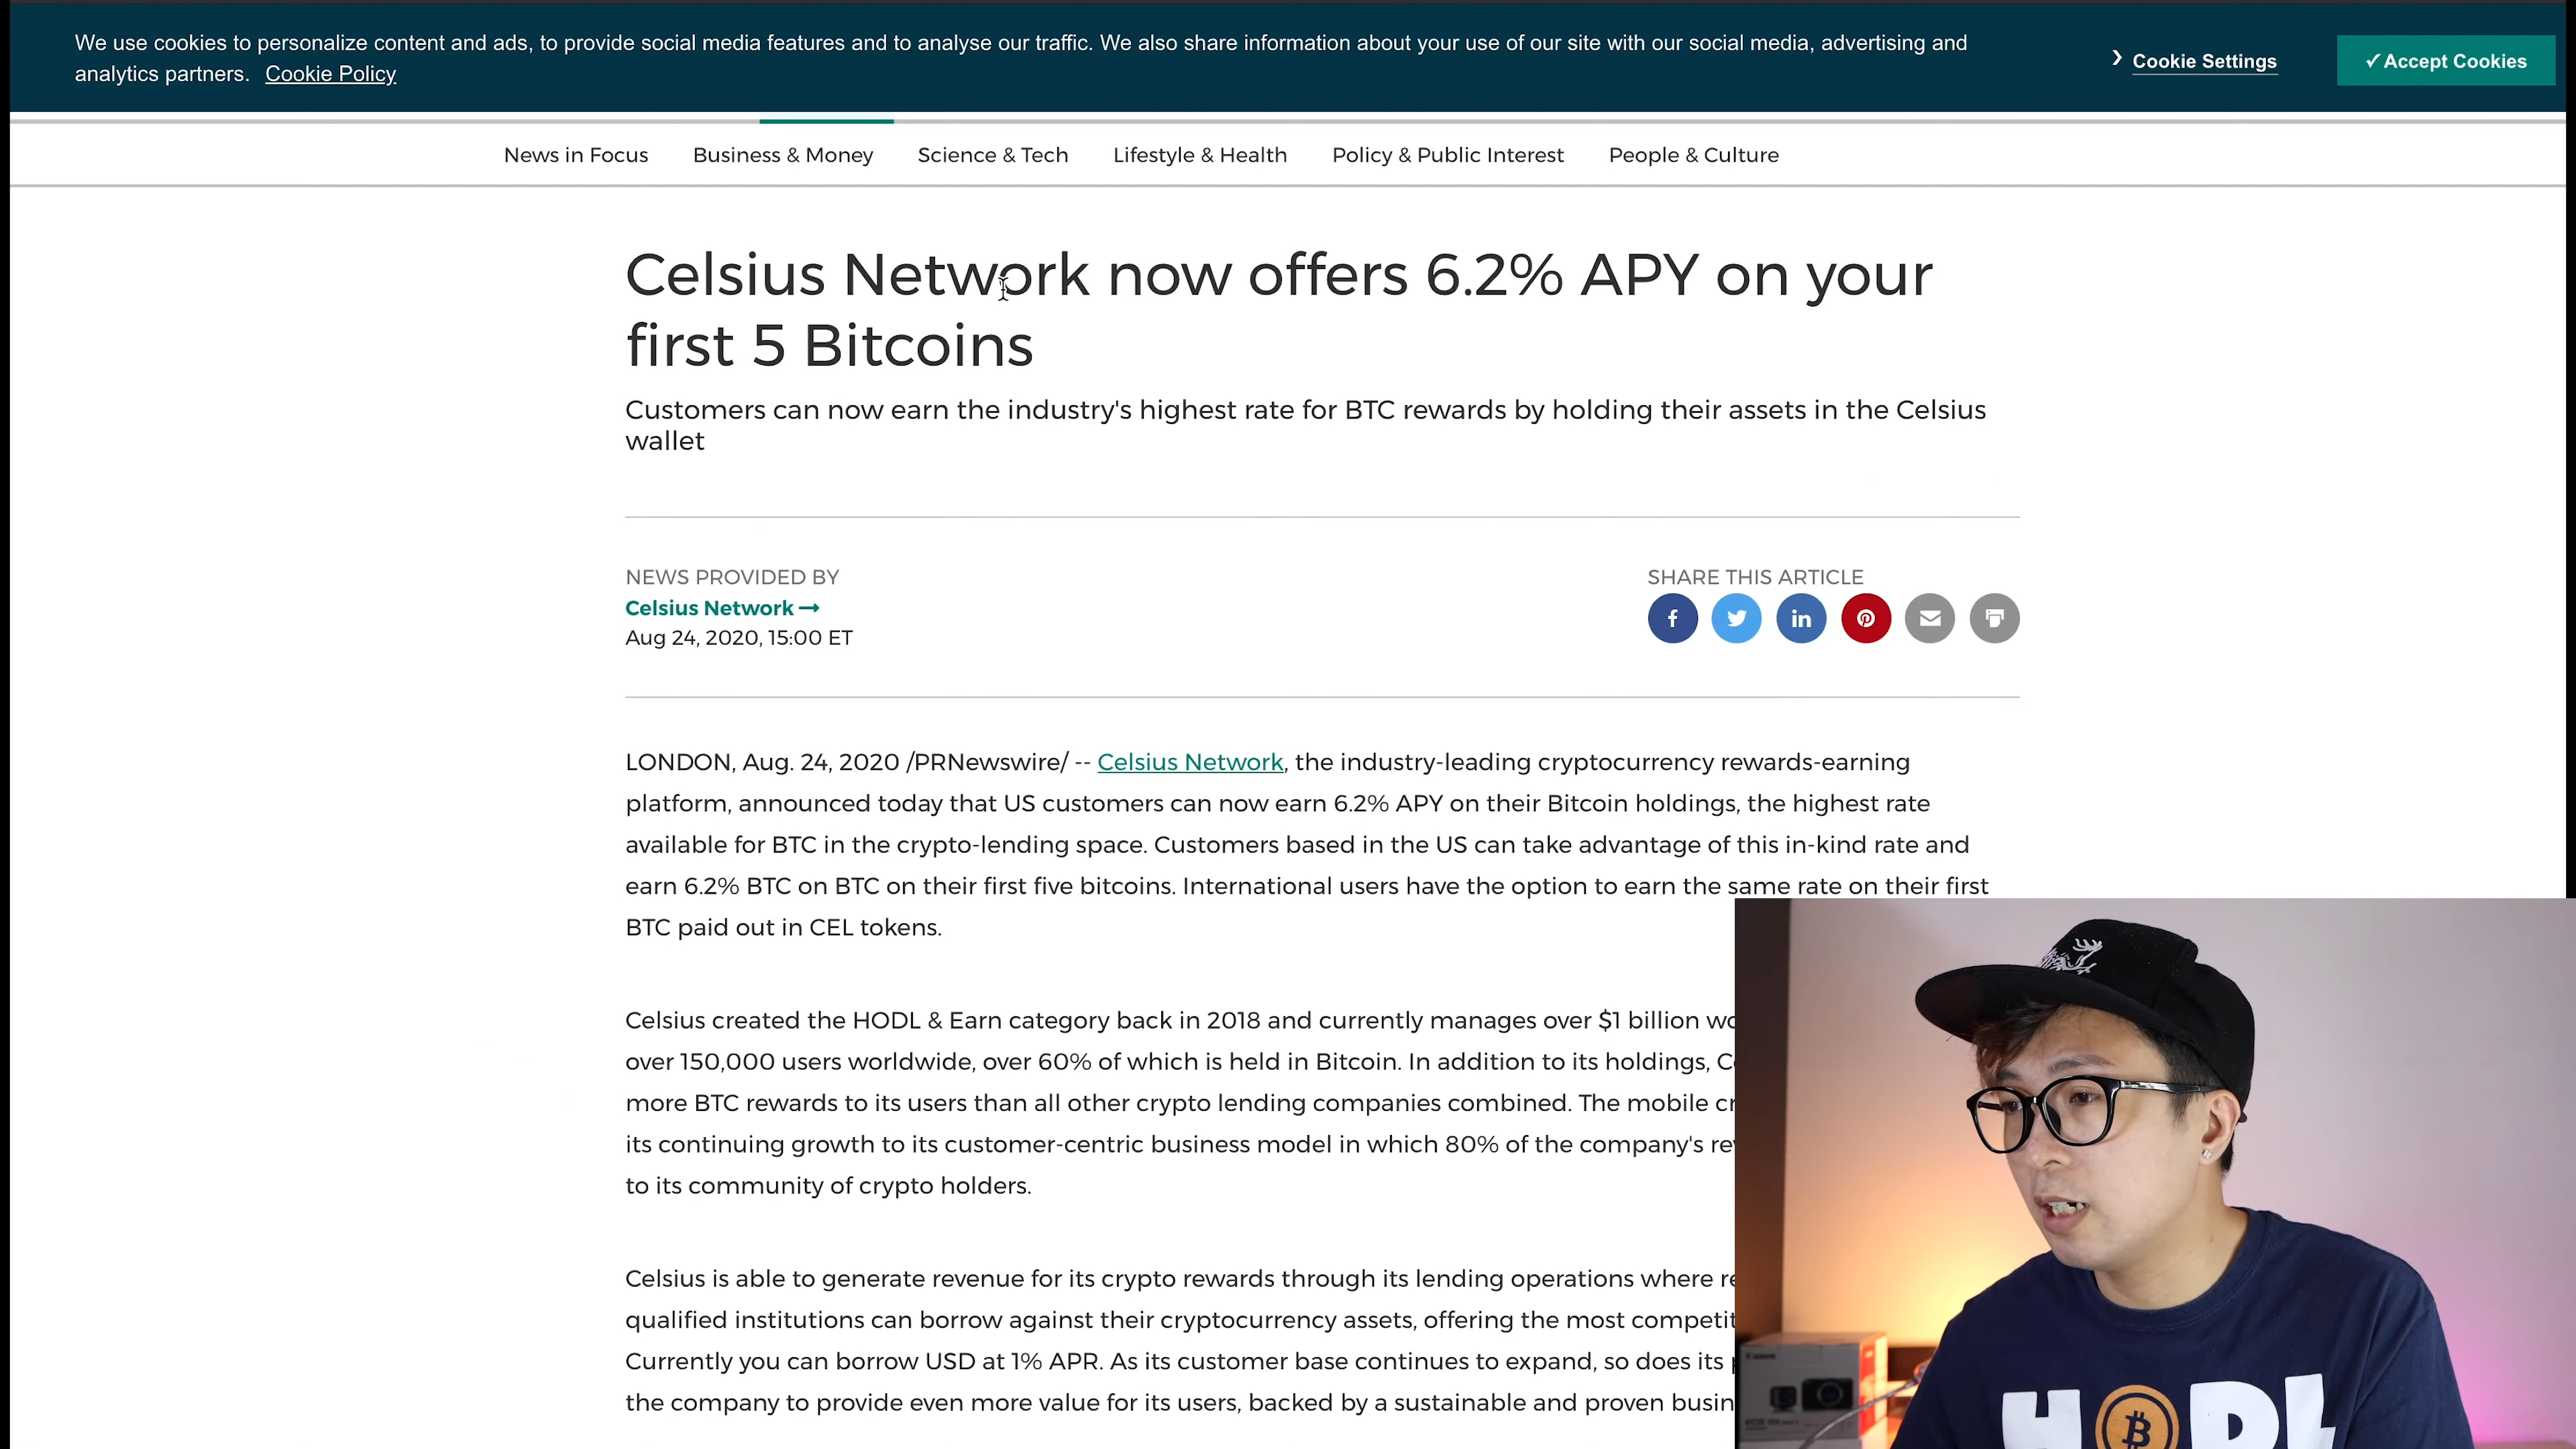 We use cookies to personalize content and ads, to provide social media features and to analyse our traffic. We also share information about your use of our site with our social media, advertising and
analytics partners. Cookie Policy
Cookie Settings
✓Accept Cookies
News in Focus Business & Money Science & Tech Lifestyle & Health Policy & Public Interest People & Culture
Celsius Network now offers 6.2% APY on your
first 5 Bitcoins
Customers can now earn the industry's highest rate for BTC rewards by holding their assets in the Celsius
wallet
NEWS PROVIDED BY
Celsius Network
Aug 24, 2020, 15:00 ET
SHARE THIS ARTICLE
LONDON, Aug. 24, 2020 /PRNewswire/ -- Celsius Network, the industry-leading cryptocurrency rewards-earning
platform, announced today that US customers can now earn 6.2% APY on their Bitcoin holdings, the highest rate
available for BTC in the crypto-lending space. Customers based in the US can take advantage of this in-kind rate and
earn 6.2% BTC on BTC on their first five bitcoins. International users have the option to earn the same rate on their first
BTC paid out in CEL tokens.
Celsius created the HODL & Earn category back in 2018 and currently manages over $1 billion
over 150,000 users worldwide, over 60% of which is held in Bitcoin. In addition to its holdings,
more BTC rewards to its users than all other crypto lending companies combined. The mobile
its continuing growth to its customer-centric business model in which 80% of the company's
to its community of crypto holders.
Celsius is able to generate revenue for its crypto rewards through its lending operations where
qualified institutions can borrow against their cryptocurrency assets, offering the most
Currently you can borrow USD at 1% APR. As its customer base continues to expand, so does its
the company to provide even more value for its users, backed by a sustainable and proven
Canon
HODL